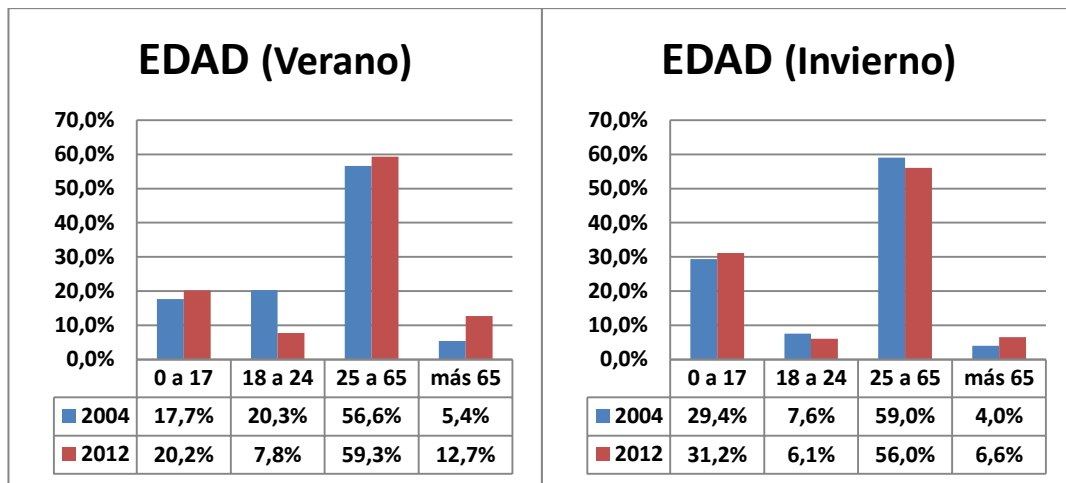 EDAD (Verano)
70,0%
60,0%
50,0%
40,0%
30,0%
20,0%
10,0%
0,0%
0 a 17 18 a 24 25 a 65 más 65
2004 17,7% 20,3% 56,6% 5,4%
2012 20,2% 7,8% 59,3% 12,7%
EDAD (Invierno)
70,0%
60,0%
50,0%
40,0%
30,0%
20,0%
10,0%
0,0%
0 a 17 18 a 24 25 a 65 más 65
2004 29,4% 7,6% 59,0% 4,0%
2012 31,2% 6,1% 56,0% 6,6%